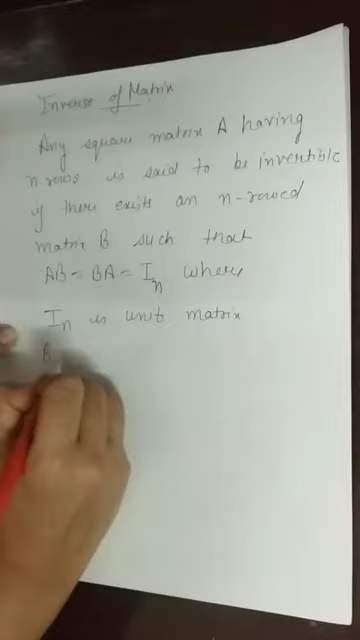 Inverse of Matrix
Any square matrix A having
n rows is said to be invertible
if there exists an n-rowed
matrix B such that
AB = BA = In where
In is unit matrix